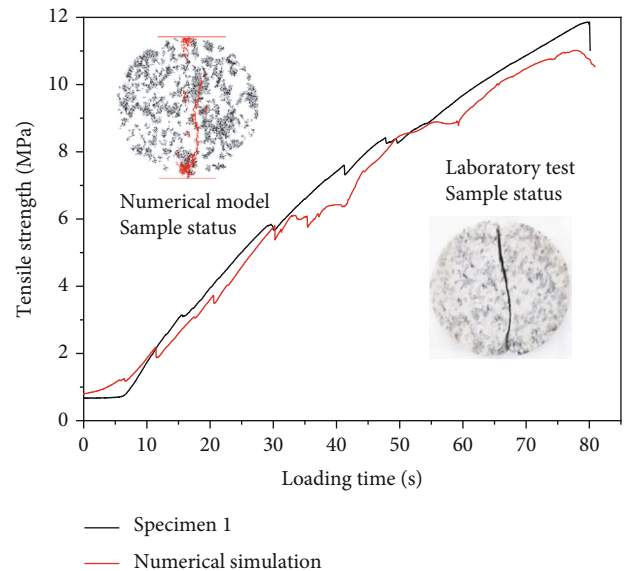 12
10
8
6
4
2
0
Tensile strength (MPa)
Numerical model
Sample status
Laboratory test
Sample status
0 10 20 30 40 50 60 70 80 90
Loading time (s)
Specimen 1
Numerical simulation